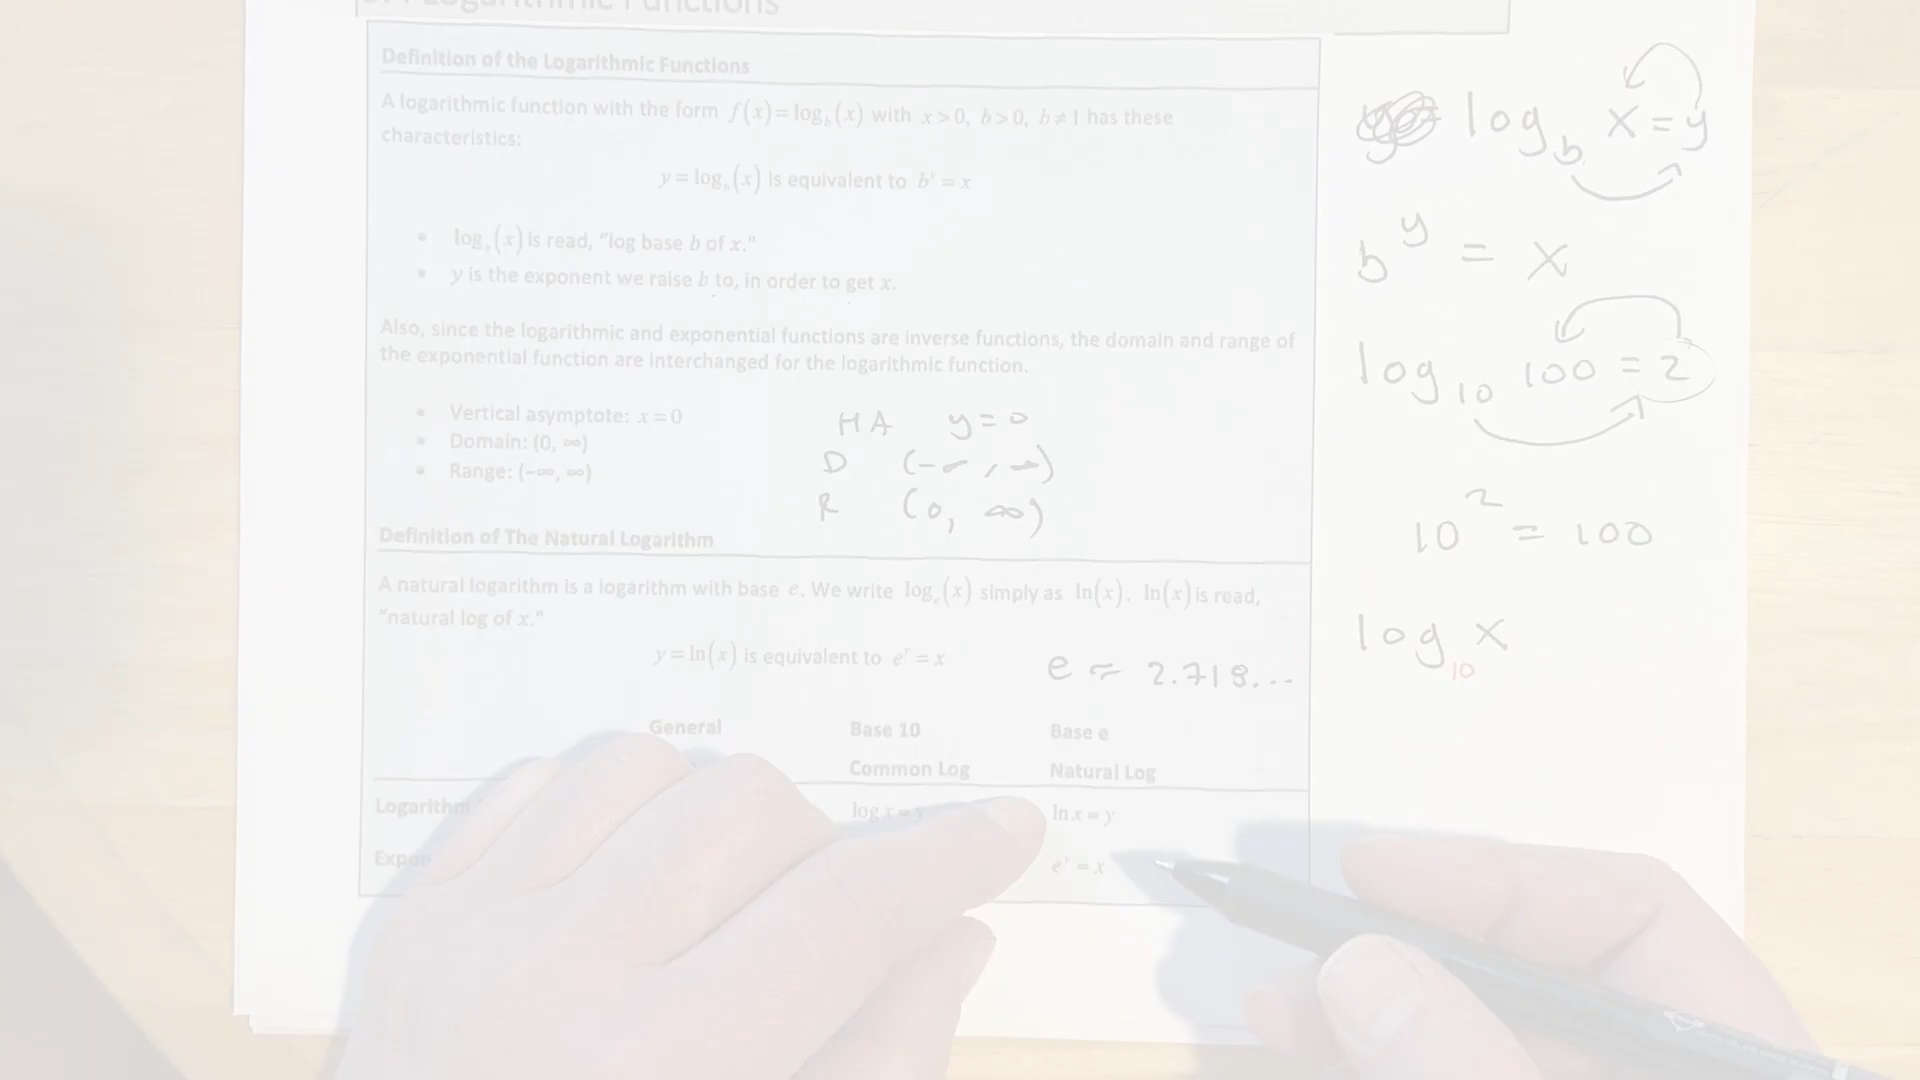 Logarithmic Functions
Definition of the Logarithmic Functions
A logarithmic function with the form f(x)=log_b(x) with x>0, b>0, b≠1 has these
characteristics:
y=log_b(x) is equivalent to b^y=x
• log_b(x) is read, "log base b of x."
• y is the exponent we raise b to, in order to get x.
Also, since the logarithmic and exponential functions are inverse functions, the domain and range of
the exponential function are interchanged for the logarithmic function.
• Vertical asymptote: x=0
• Domain: (0, ∞)
• Range: (−∞, ∞)
HA y=0
D (-∞, ∞)
R (0, ∞)
Definition of The Natural Logarithm
A natural logarithm is a logarithm with base e. We write log_e(x) simply as ln(x). ln(x) is read,
"natural log of x."
y=ln(x) is equivalent to e^y=x
e ≈ 2.718...
General Base 10 Base e
Common Log Natural Log
Logarithm log x = y ln x = y
e^y = x
log_b x = y
b^y = x
log_10 100 = 2
10^2 = 100
log_10 x